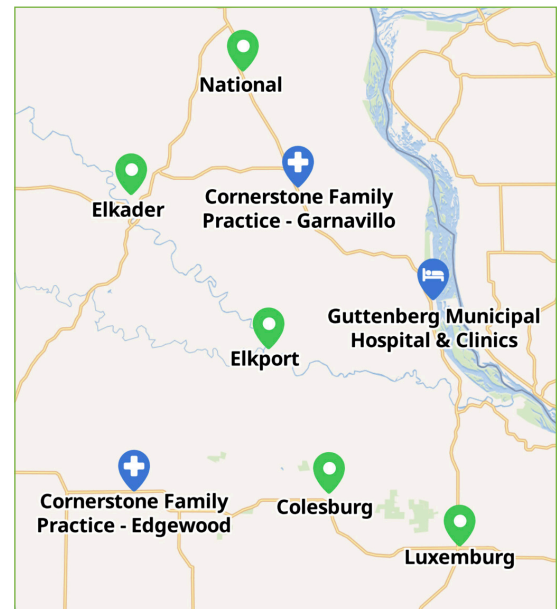 National
Cornerstone Family
Practice - Garnavillo
Elkader
Guttenberg Municipal
Hospital & Clinics
Elkport
Cornerstone Family
Practice - Edgewood
Colesburg
Luxemburg